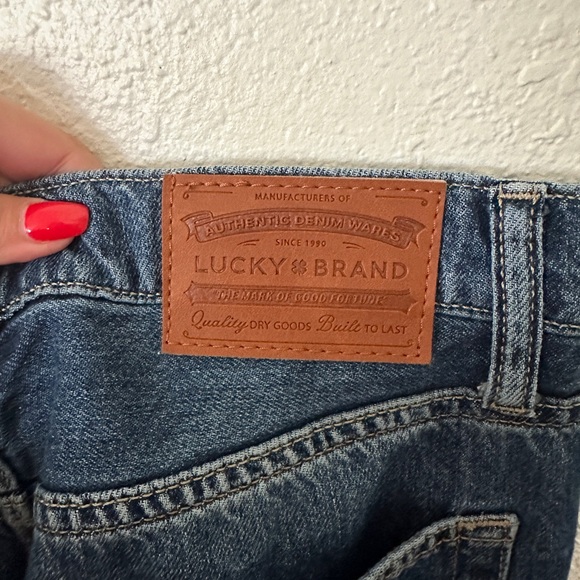 MANUFACTURERS OF
AUTHENTIC DENIM WARES
SINCE 1990
LUCKY BRAND
THE MARK OF GOOD FORTUNE
Quality DRY GOODS Built TO LAST